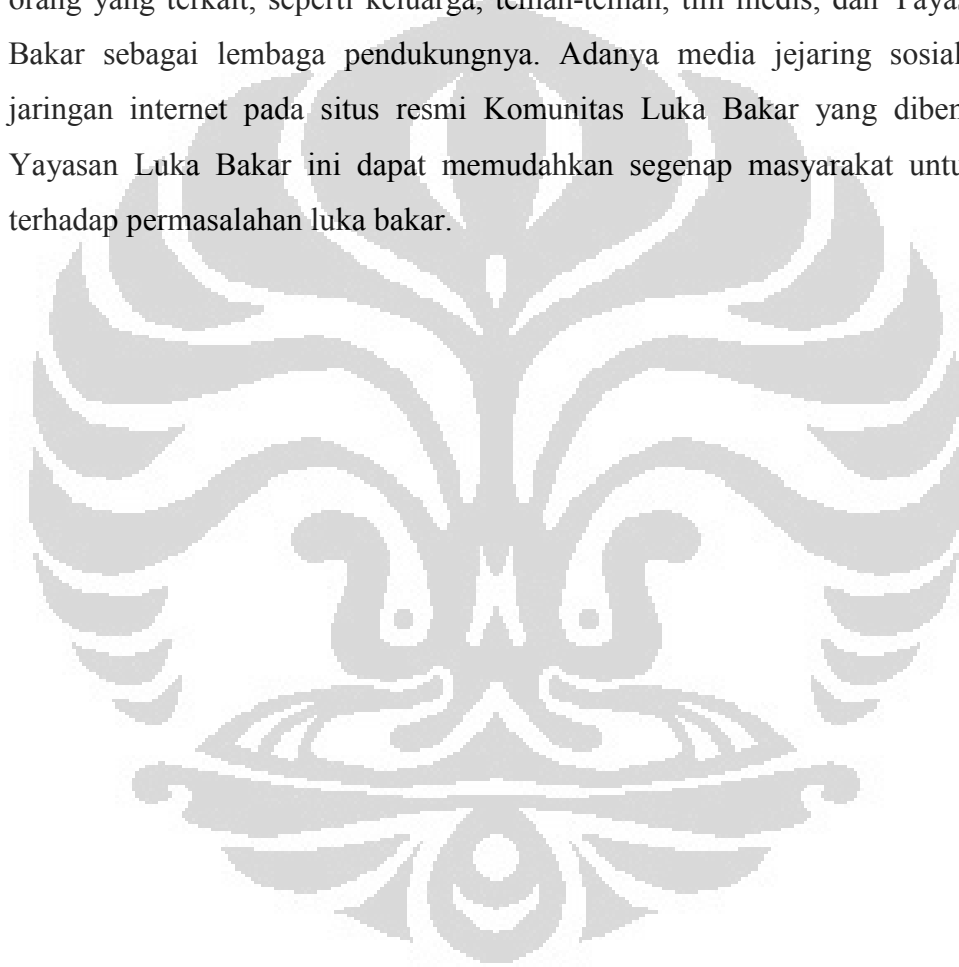 orang yang terkait, seperti keluarga, teman-teman, tim medis, dan Yayas
Bakar sebagai lembaga pendukungnya. Adanya media jejaring sosial
jaringan internet pada situs resmi Komunitas Luka Bakar yang diben
Yayasan Luka Bakar ini dapat memudahkan segenap masyarakat untu
terhadap permasalahan luka bakar.